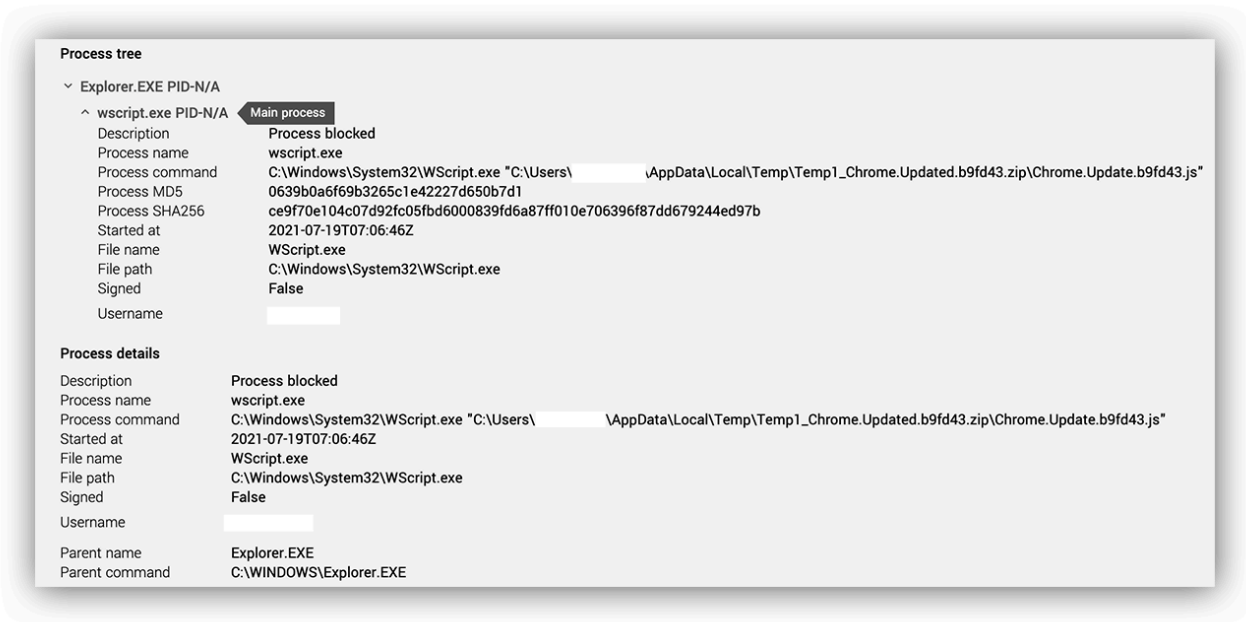 Process tree
Explorer.EXE PID-N/A
wscript.exe PID-N/A Main process
Description Process blocked
Process name wscript.exe
Process command C:\Windows\System32\WScript.exe "C:\Users\ \AppData\Local\Temp\Temp1_Chrome.Updated.b9fd43.zip\Chrome.Update.b9fd43.js"
Process MD5 0639b0a6f69b3265c1e42227d650b7d1
Process SHA256 ce9f70e104c07d92fc05fbd6000839fd6a87ff010e706396f87dd679244ed97b
Started at 2021-07-19T07:06:46Z
File name WScript.exe
File path C:\Windows\System32\WScript.exe
Signed False
Username
Process details
Description Process blocked
Process name wscript.exe
Process command C:\Windows\System32\WScript.exe "C:\Users\ \AppData\Local\Temp\Temp1_Chrome.Updated.b9fd43.zip\Chrome.Update.b9fd43.js"
Started at 2021-07-19T07:06:46Z
File name WScript.exe
File path C:\Windows\System32\WScript.exe
Signed False
Username
Parent name Explorer.EXE
Parent command C:\WINDOWS\Explorer.EXE